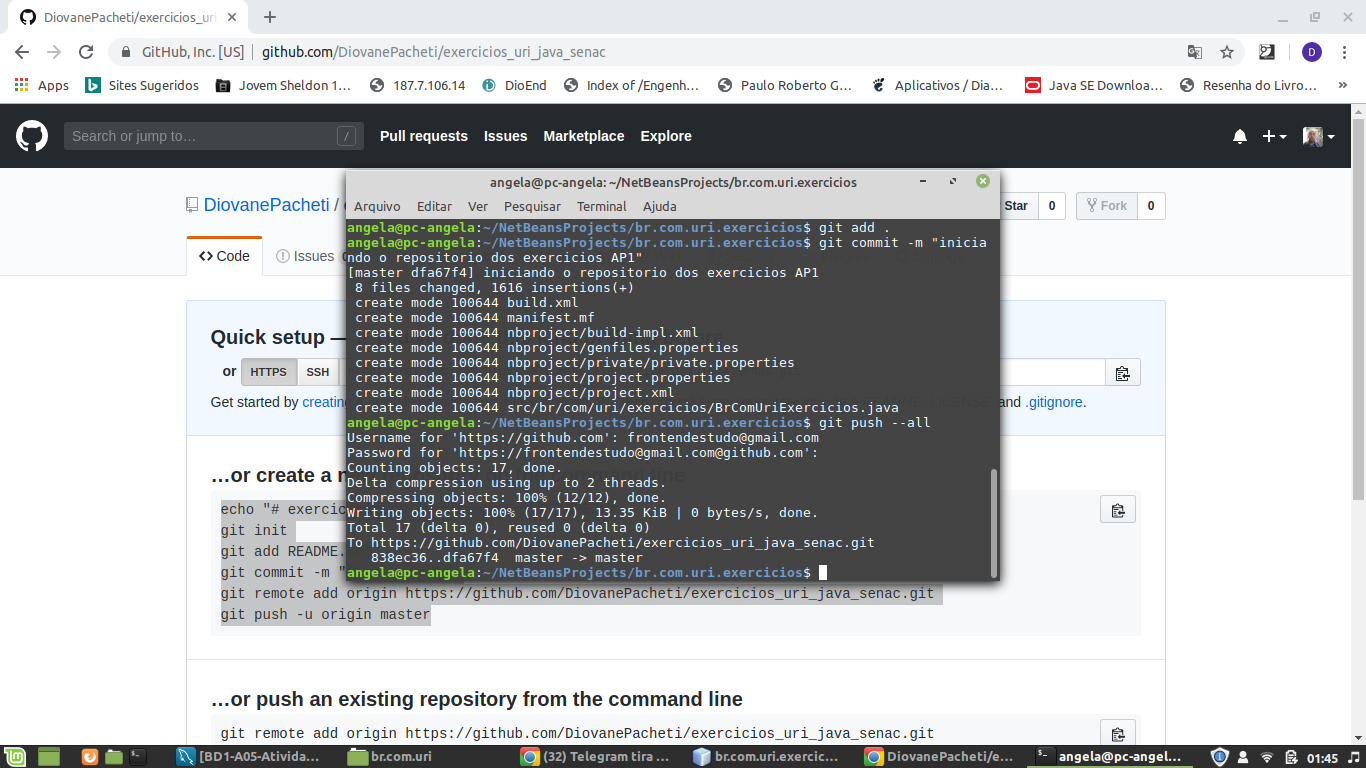 DiovanePacheti/exercicios_uri
GitHub, Inc. [US] | github.com/DiovanePacheti/exercicios_uri_java_senac
D
Apps Sites Sugeridos Jovem Sheldon 1… 187.7.106.14 DioEnd Index of /Engenh… Paulo Roberto G… Aplicativos / Dia… Java SE Downloa… Resenha do Livro… »
Search or jump to… / Pull requests Issues Marketplace Explore
angela@pc-angela: ~/NetBeansProjects/br.com.uri.exercicios
DiovanePacheti /
Star 0 Fork 0
Arquivo Editar Ver Pesquisar Terminal Ajuda
Code Issues
angela@pc-angela:~/NetBeansProjects/br.com.uri.exercicios$ git add .
angela@pc-angela:~/NetBeansProjects/br.com.uri.exercicios$ git commit -m "inicia
ndo o repositorio dos exercicios AP1"
[master dfa67f4] iniciando o repositorio dos exercicios AP1
8 files changed, 1616 insertions(+)
create mode 100644 build.xml
create mode 100644 manifest.mf
create mode 100644 nbproject/build-impl.xml
create mode 100644 nbproject/genfiles.properties
create mode 100644 nbproject/private/private.properties
create mode 100644 nbproject/project.properties
create mode 100644 nbproject/project.xml
create mode 100644 src/br/com/uri/exercicios/BrComUriExercicios.java
angela@pc-angela:~/NetBeansProjects/br.com.uri.exercicios$ git push --all
Username for 'https://github.com': frontendestudo@gmail.com
Password for 'https://frontendestudo@gmail.com@github.com':
Counting objects: 17, done.
Delta compression using up to 2 threads.
Compressing objects: 100% (12/12), done.
Writing objects: 100% (17/17), 13.35 KiB | 0 bytes/s, done.
Total 17 (delta 0), reused 0 (delta 0)
To https://github.com/DiovanePacheti/exercicios_uri_java_senac.git
838ec36..dfa67f4 master -> master
angela@pc-angela:~/NetBeansProjects/br.com.uri.exercicios$
Quick setup —
or HTTPS SSH
Get started by creating
and .gitignore.
…or create a n
command line
echo "# exercic
git init
git add README.
git commit -m "
git remote add origin https://github.com/DiovanePacheti/exercicios_uri_java_senac.git
git push -u origin master
…or push an existing repository from the command line
git remote add origin https://github.com/DiovanePacheti/exercicios_uri_java_senac.git
[BD1-A05-Ativida… br.com.uri (32) Telegram tira … br.com.uri.exercic… DiovanePacheti/e… angela@pc-angel… 01:45